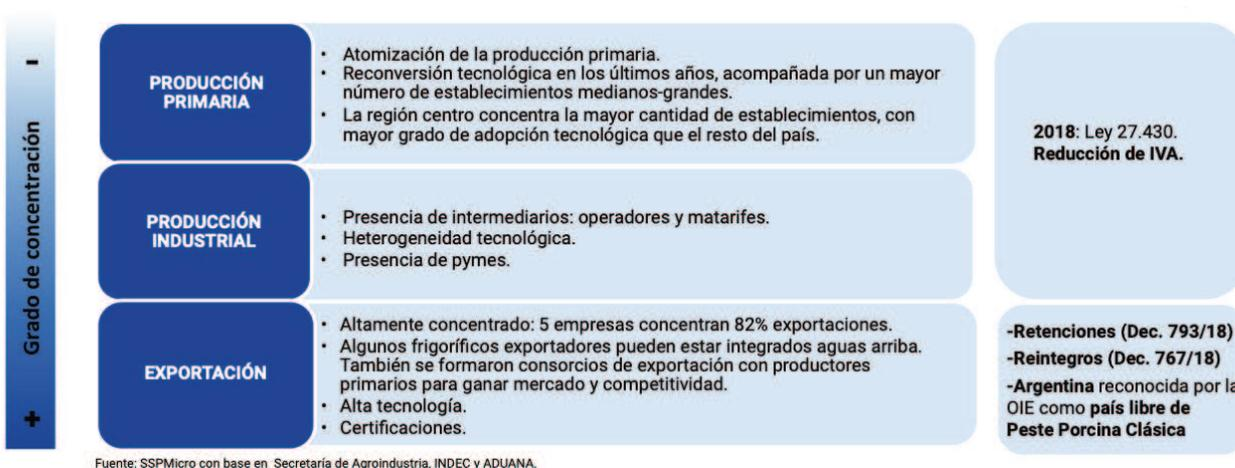 -
Grado de concentración
+
PRODUCCIÓN
PRIMARIA
• Atomización de la producción primaria.
• Reconversión tecnológica en los últimos años, acompañada por un mayor
número de establecimientos medianos-grandes.
• La región centro concentra la mayor cantidad de establecimientos, con
mayor grado de adopción tecnológica que el resto del país.
2018: Ley 27.430.
Reducción de IVA.
PRODUCCIÓN
INDUSTRIAL
• Presencia de intermediarios: operadores y matarifes.
• Heterogeneidad tecnológica.
• Presencia de pymes.
EXPORTACIÓN
• Altamente concentrado: 5 empresas concentran 82% exportaciones.
• Algunos frigoríficos exportadores pueden estar integrados aguas arriba.
También se formaron consorcios de exportación con productores
primarios para ganar mercado y competitividad.
• Alta tecnología.
• Certificaciones.
-Retenciones (Dec. 793/18)
-Reintegros (Dec. 767/18)
-Argentina reconocida por la
OIE como país libre de
Peste Porcina Clásica
Fuente: SSPMicro con base en Secretaría de Agroindustria, INDEC y ADUANA.